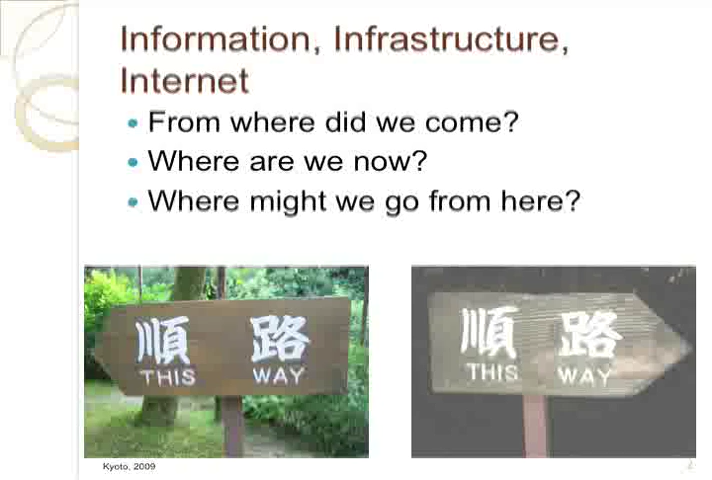 Information, Infrastructure,
Internet
• From where did we come?
• Where are we now?
• Where might we go from here?
順 路
THIS WAY
順 路
THIS WAY
Kyoto, 2009
2